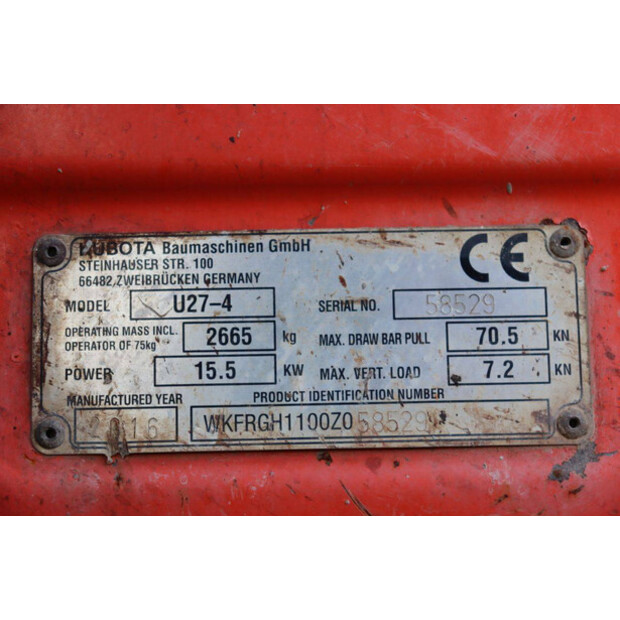 KUBOTA Baumaschinen GmbH
STEINHAUSER STR. 100
66482, ZWEIBRÜCKEN GERMANY
CE
MODEL U27-4 SERIAL NO. 58529
OPERATING MASS INCL. OPERATOR OF 75kg 2665 kg MAX. DRAW BAR PULL 70.5 KN
POWER 15.5 KW MAX. VERT. LOAD 7.2 KN
MANUFACTURED YEAR PRODUCT IDENTIFICATION NUMBER
2016 WKFRGH1100Z058529